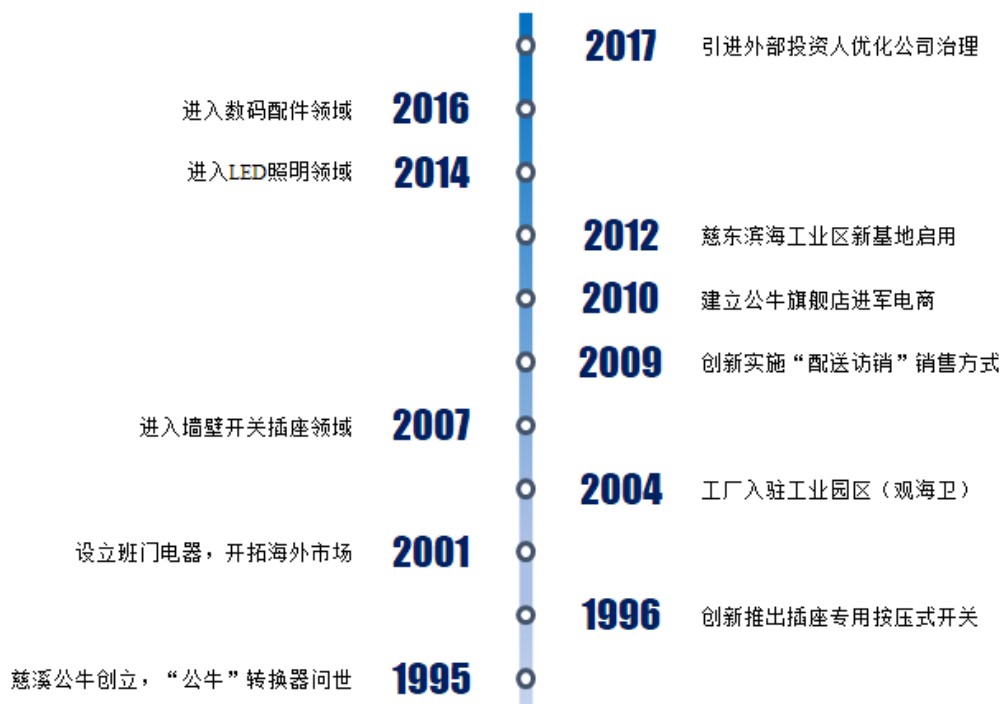 2017 引进外部投资人优化公司治理
进入数码配件领域 2016
进入LED照明领域 2014
2012 慈东滨海工业区新基地启用
2010 建立公牛旗舰店进军电商
2009 创新实施“配送访销”销售方式
进入墙壁开关插座领域 2007
2004 工厂入驻工业园区（观海卫）
设立班门电器，开拓海外市场 2001
1996 创新推出插座专用按压式开关
慈溪公牛创立，“公牛”转换器问世 1995